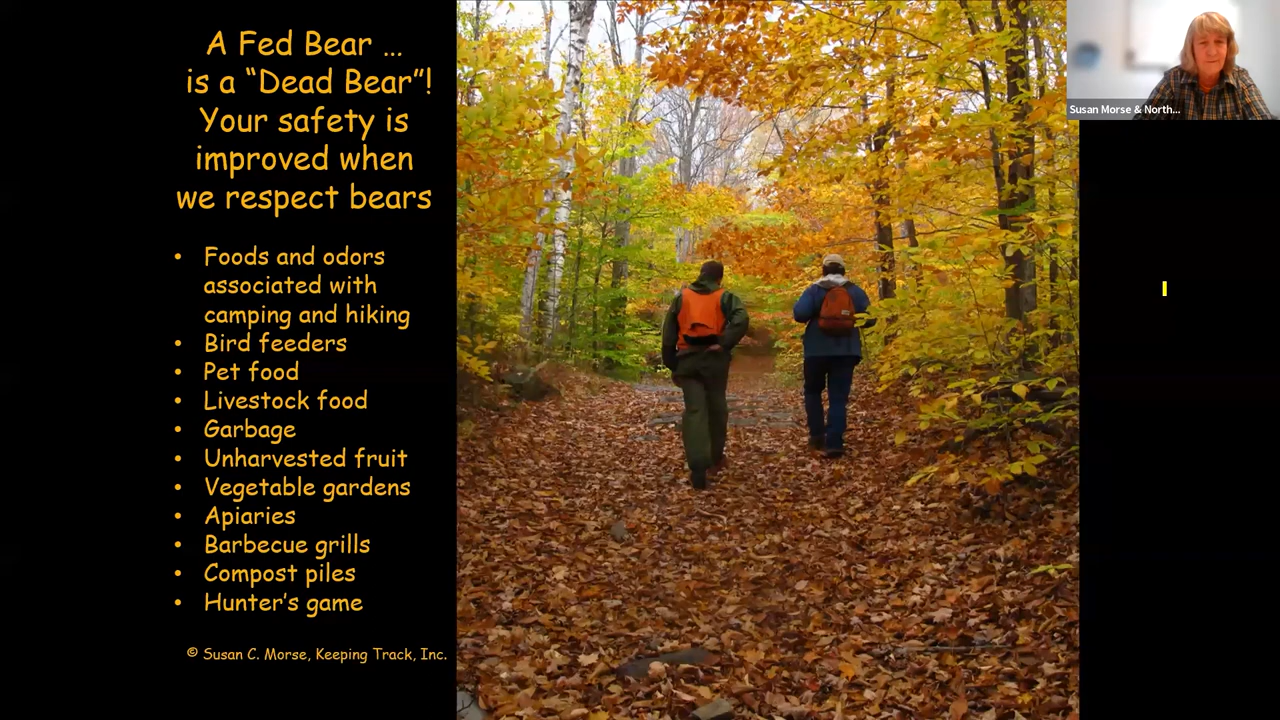 A Fed Bear ...
is a “Dead Bear”!
Your safety is
improved when
we respect bears
• Foods and odors
associated with
camping and hiking
• Bird feeders
• Pet food
• Livestock food
• Garbage
• Unharvested fruit
• Vegetable gardens
• Apiaries
• Barbecue grills
• Compost piles
• Hunter’s game
© Susan C. Morse, Keeping Track, Inc.
Susan Morse & North...